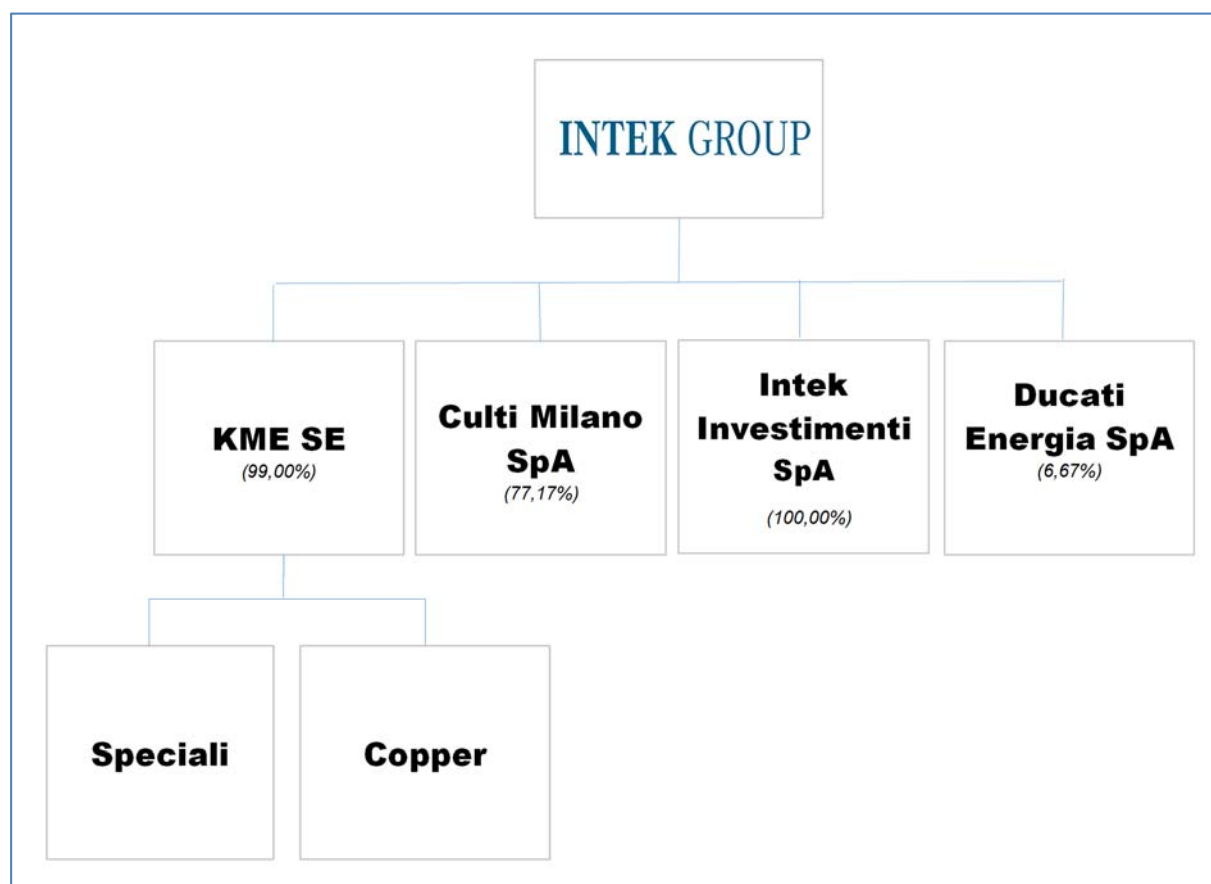 INTEK GROUP
KME SE
(99,00%)
Culti Milano
SpA
(77,17%)
Intek
Investimenti
SpA
(100,00%)
Ducati
Energia SpA
(6,67%)
Speciali
Copper